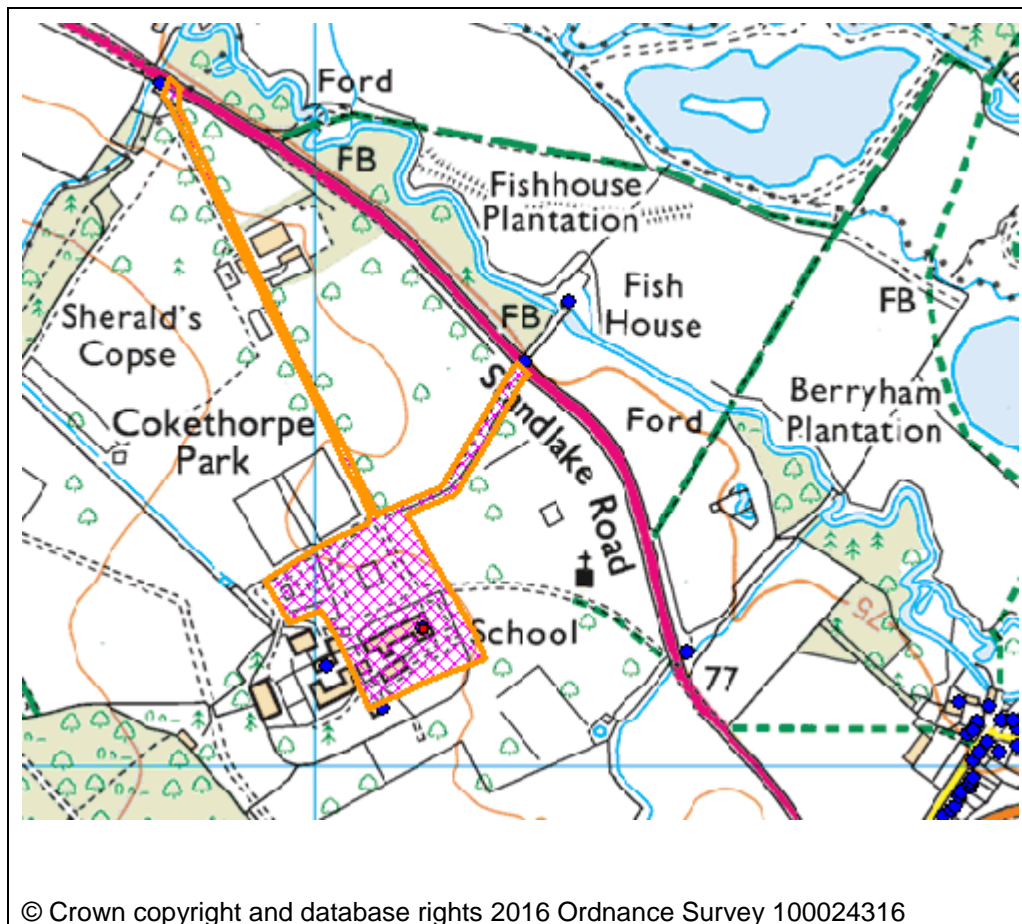 Ford
FB
Fishhouse
Plantation
Fish
House
FB
FB
Sherald's
Copse
Cokethorpe
Park
Standlake Road
Ford
Berryham
Plantation
School
75
77
© Crown copyright and database rights 2016 Ordnance Survey 100024316